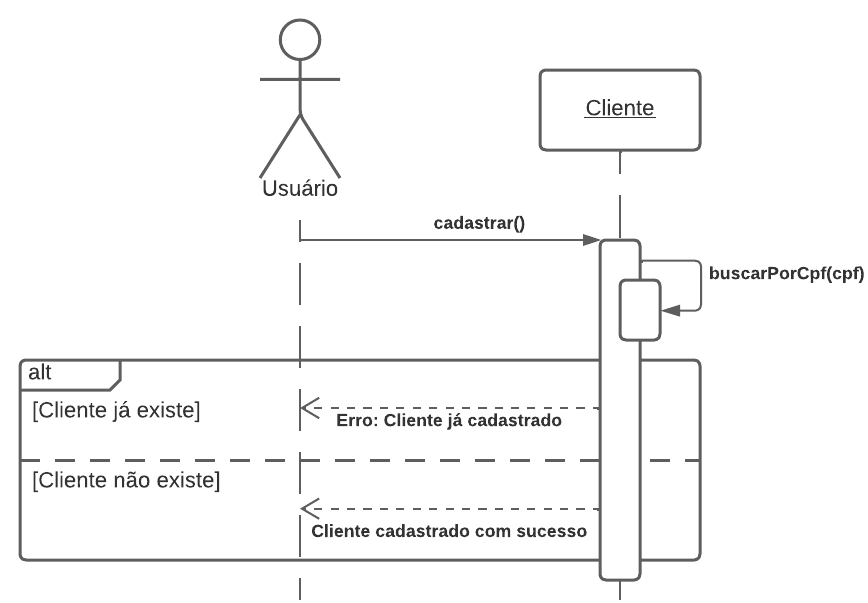 Cliente
Usuário
cadastrar()
buscarPorCpf(cpf)
alt
[Cliente já existe]
Erro: Cliente já cadastrado
[Cliente não existe]
Cliente cadastrado com sucesso